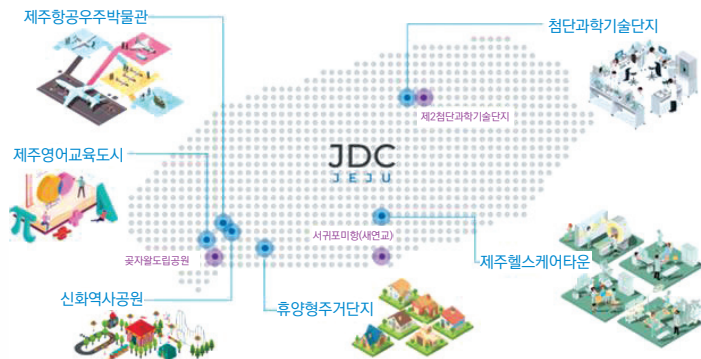 제주항공우주박물관
첨단과학기술단지
제2첨단과학기술단지
JDC
JEJU
제주영어교육도시
서귀포미항(새연교)
곶자왈도립공원
제주헬스케어타운
신화역사공원
휴양형주거단지